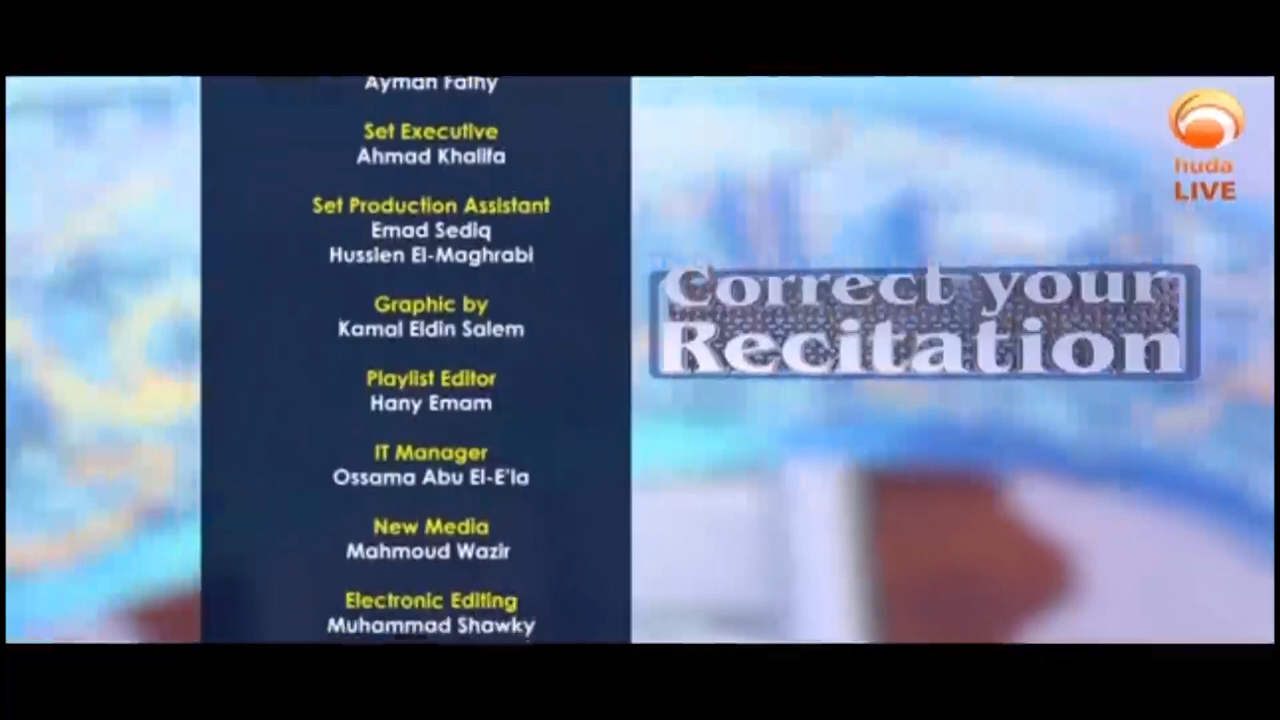 Ayman Fathy
Set Executive
Ahmad Khalifa
Set Production Assistant
Emad Sediq
Hussien El-Maghrabi
Graphic by
Kamal Eldin Salem
Playlist Editor
Hany Emam
IT Manager
Ossama Abu El-E'la
New Media
Mahmoud Wazir
Electronic Editing
Muhammad Shawky
Correct your
Recitation
huda
LIVE